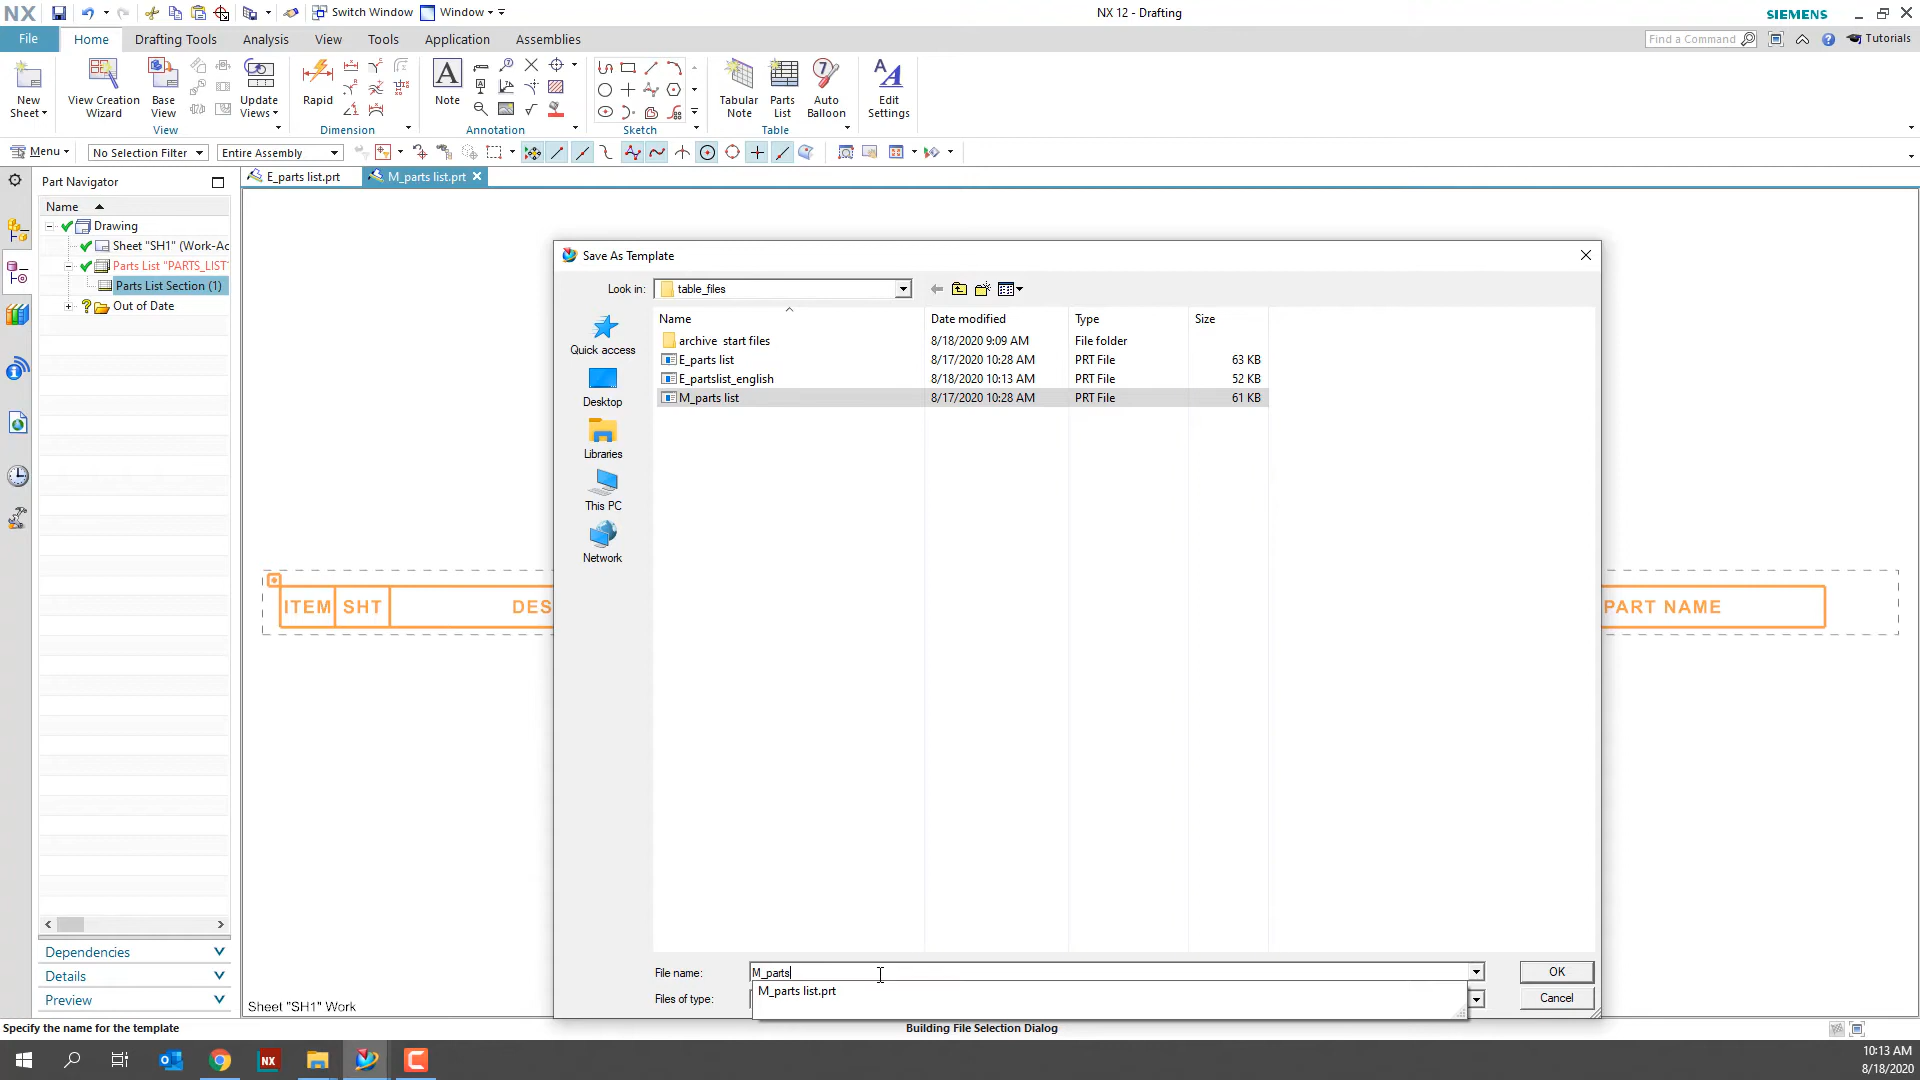 NX
Switch Window
Window
NX 12 - Drafting
SIEMENS
File
Home
Drafting Tools
Analysis
View
Tools
Application
Assemblies
Find a Command
Tutorials
New
Sheet
View Creation
Wizard
Base
View
Update
Views
View
Rapid
Dimension
A
Note
Annotation
Sketch
Tabular
Note
Parts
List
7
Auto
Balloon
Table
A
Edit
Settings
Menu
No Selection Filter
Entire Assembly
Part Navigator
E_parts list.prt
M_parts list.prt
Name
Drawing
Sheet "SH1" (Work-Ac
Parts List "PARTS_LIST"
Parts List Section (1)
Out of Date
Save As Template
Look in:
table_files
Name
Date modified
Type
Size
archive start files
8/18/2020 9:09 AM
File folder
E_parts list
8/17/2020 10:28 AM
PRT File
63 KB
E_partslist_english
8/18/2020 10:13 AM
PRT File
52 KB
M_parts list
8/17/2020 10:28 AM
PRT File
61 KB
Quick access
Desktop
Libraries
This PC
Network
ITEM
SHT
DES
PART NAME
File name:
M_parts
OK
M_parts list.prt
Files of type:
Cancel
Dependencies
Details
Preview
Sheet "SH1" Work
Specify the name for the template
Building File Selection Dialog
NX
10:13 AM
8/18/2020